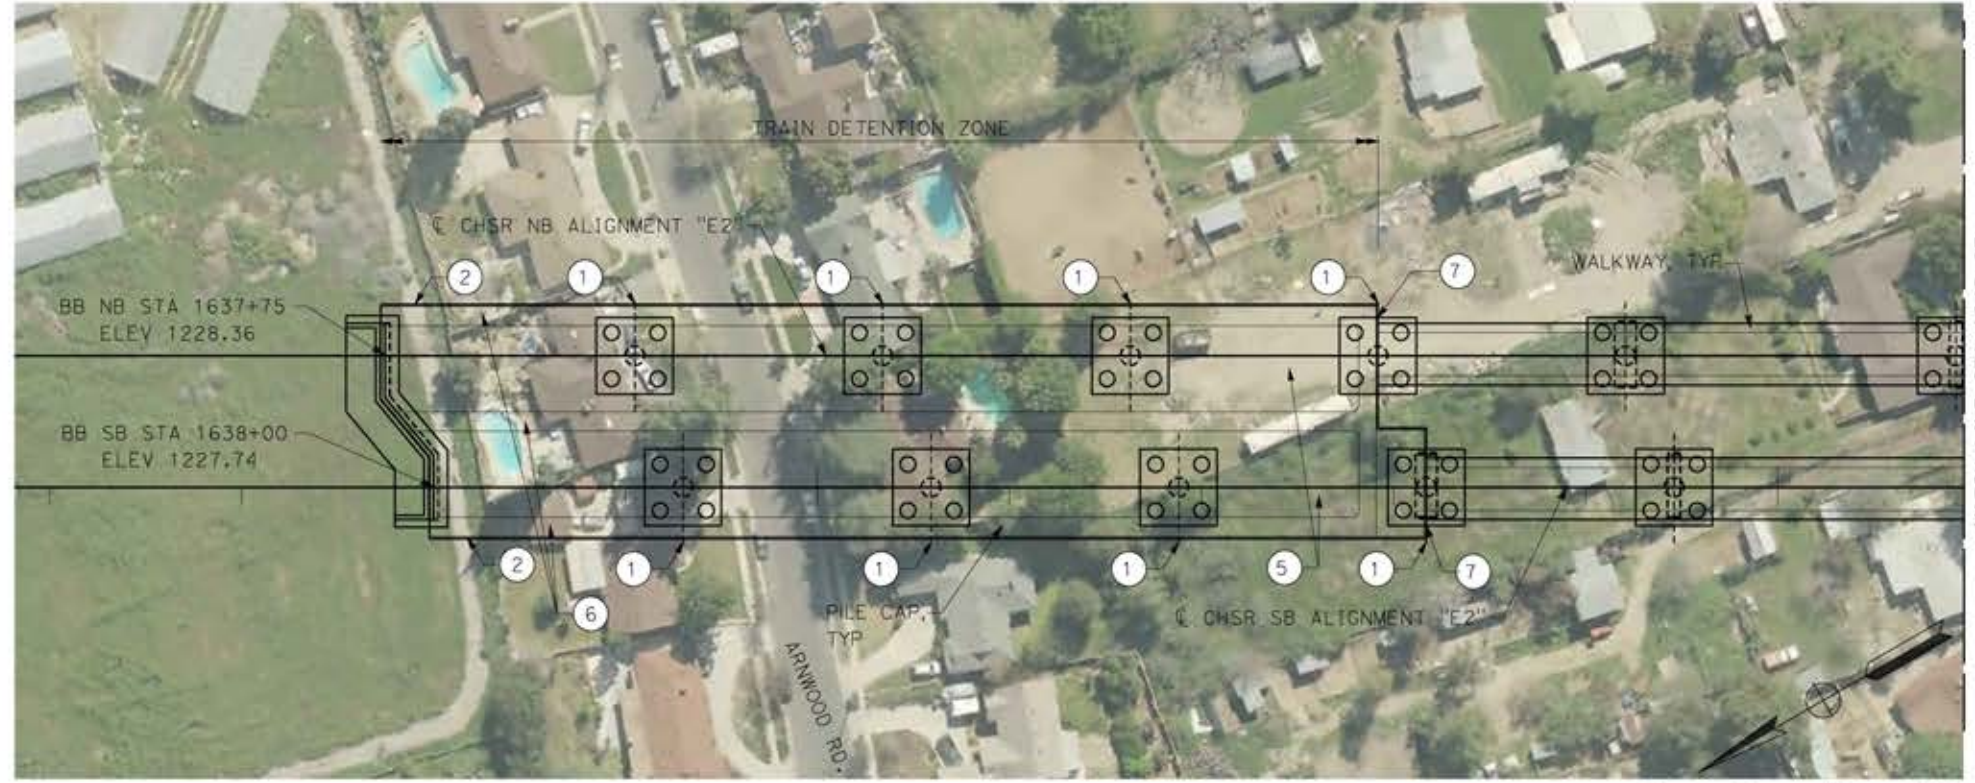 TRAIN DETENTION ZONE
℄ CHSR NB ALIGNMENT "E2"
2
1
1
1
1
7
WALKWAY, TYP
BB NB STA 1637+75
ELEV 1228.36
BB SB STA 1638+00
ELEV 1227.74
2
1
1
1
5
1
7
6
PILE CAP,
TYP
℄ CHSR SB ALIGNMENT "E2"
ARNWOOD RD.